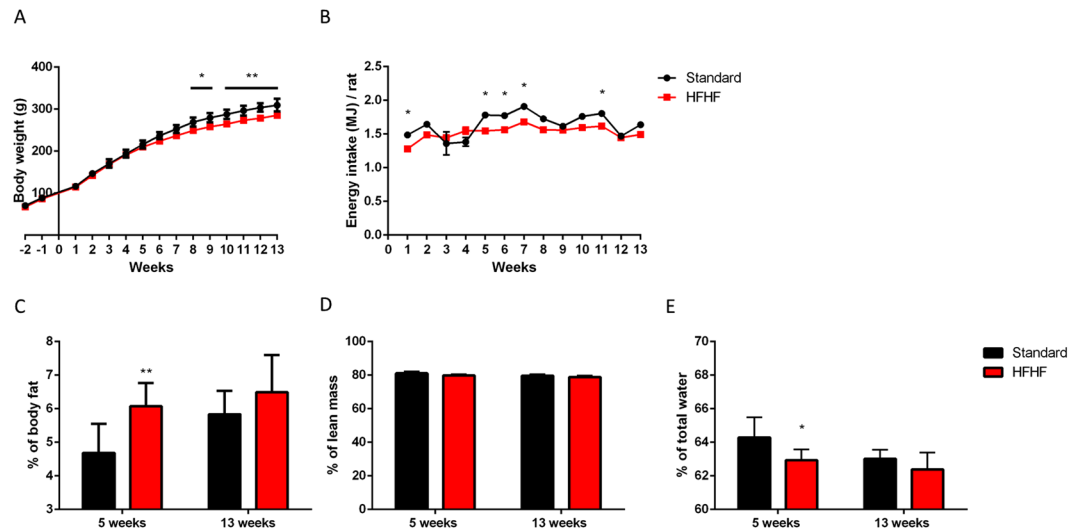 A
B
400
300
200
100
Body weight (g)
*
**
-2 -1 0 1 2 3 4 5 6 7 8 9 10 11 12 13
Weeks
2.5
2.0
1.5
1.0
0.5
0.0
Energy intake (MJ) / rat
*
*
*
*
*
0 1 2 3 4 5 6 7 8 9 10 11 12 13
Weeks
Standard
HFHF
C
D
E
8
7
6
5
4
3
% of body fat
**
5 weeks
13 weeks
100
80
60
40
20
0
% of lean mass
5 weeks
13 weeks
70
68
66
64
62
60
% of total water
*
5 weeks
13 weeks
Standard
HFHF